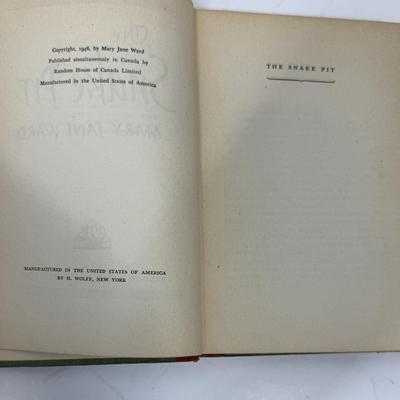 Copyright, 1946, by Mary Jane Ward
Published simultaneously in Canada by
Random House of Canada Limited
Manufactured in the United States of America
MANUFACTURED IN THE UNITED STATES OF AMERICA
BY H. WOLFF, NEW YORK
THE SNAKE PIT